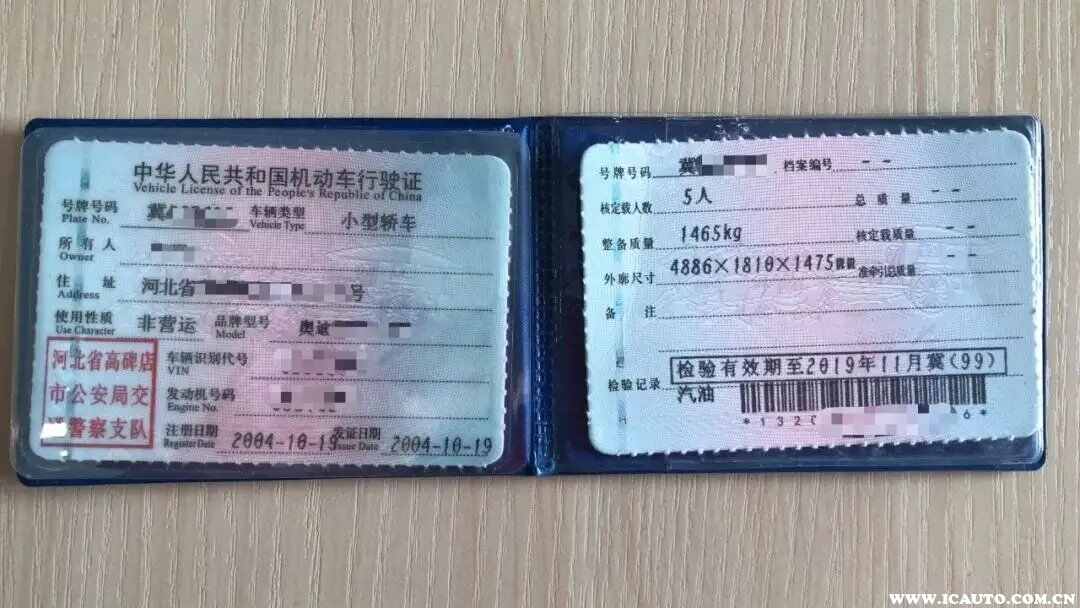 中华人民共和国机动车行驶证
Vehicle License of the People's Republic of China
号牌号码 冀 车辆类型 小型轿车
Plate No. Vehicle Type
所有人
Owner
住 址 河北省 号
Address
使用性质 非营运 品牌型号 奥迪
Use Character Model
河北省高碑店
市公安局交
警察支队
车辆识别代号
VIN
发动机号码
Engine No.
注册日期 2004-10-19 发证日期 2004-10-19
Register Date Issue Date
号牌号码 冀 档案编号 --
核定载人数 5人 总质量 --
整备质量 1465kg 核定载质量 --
外廓尺寸 4886×1810×1475 准牵引总质量 --
备 注
检验有效期至2019年11月冀(99)
检验记录 汽油
*132 6*
WWW.ICAUTO.COM.CN